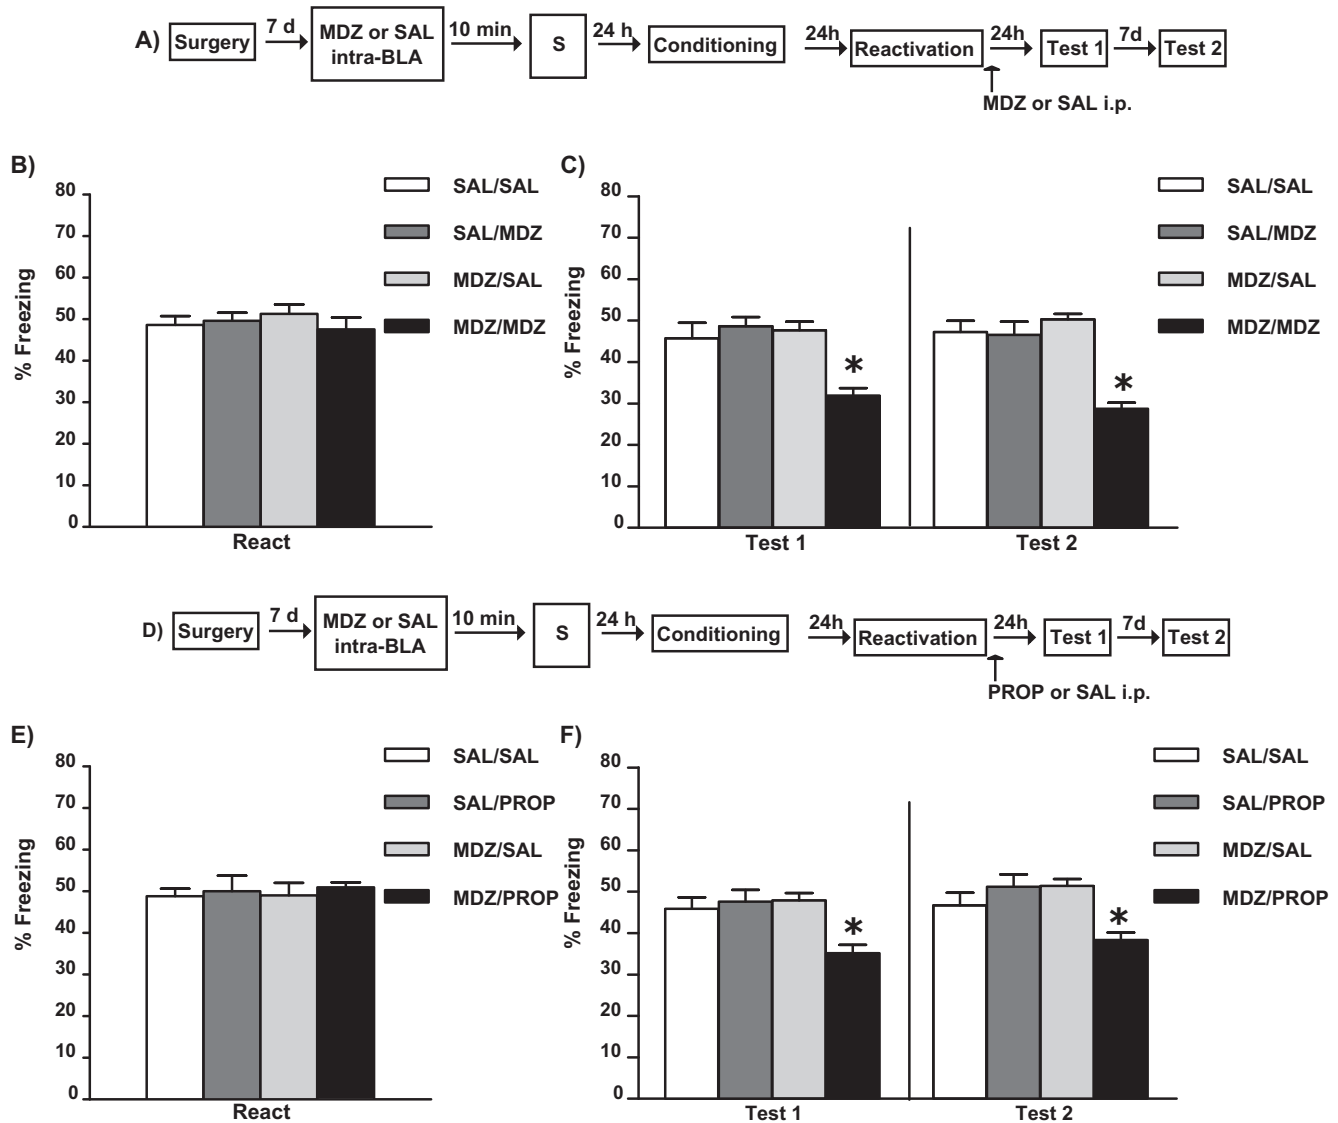 A) Surgery 7 d MDZ or SAL intra-BLA 10 min S 24 h Conditioning 24h Reactivation 24h Test 1 7d Test 2
MDZ or SAL i.p.
B)
% Freezing
80
70
60
50
40
30
20
10
0
React
SAL/SAL
SAL/MDZ
MDZ/SAL
MDZ/MDZ
C)
% Freezing
80
70
60
50
40
30
20
10
0
*
*
Test 1
Test 2
SAL/SAL
SAL/MDZ
MDZ/SAL
MDZ/MDZ
D) Surgery 7 d MDZ or SAL intra-BLA 10 min S 24 h Conditioning 24h Reactivation 24h Test 1 7d Test 2
PROP or SAL i.p.
E)
% Freezing
80
70
60
50
40
30
20
10
0
React
SAL/SAL
SAL/PROP
MDZ/SAL
MDZ/PROP
F)
% Freezing
80
70
60
50
40
30
20
10
0
*
*
Test 1
Test 2
SAL/SAL
SAL/PROP
MDZ/SAL
MDZ/PROP